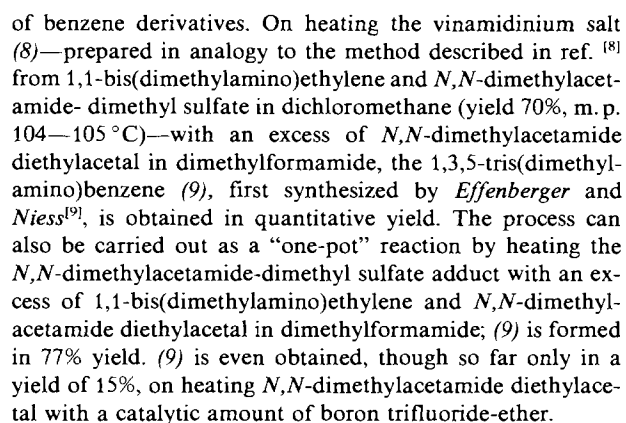 of benzene derivatives. On heating the vinamidinium salt
(8)—prepared in analogy to the method described in ref. [8]
from 1,1-bis(dimethylamino)ethylene and N,N-dimethylacet-
amide- dimethyl sulfate in dichloromethane (yield 70%, m. p.
104—105 °C)—with an excess of N,N-dimethylacetamide
diethylacetal in dimethylformamide, the 1,3,5-tris(dimethyl-
amino)benzene (9), first synthesized by Effenberger and
Niess[9], is obtained in quantitative yield. The process can
also be carried out as a “one-pot” reaction by heating the
N,N-dimethylacetamide-dimethyl sulfate adduct with an ex-
cess of 1,1-bis(dimethylamino)ethylene and N,N-dimethyl-
acetamide diethylacetal in dimethylformamide; (9) is formed
in 77% yield. (9) is even obtained, though so far only in a
yield of 15%, on heating N,N-dimethylacetamide diethylace-
tal with a catalytic amount of boron trifluoride-ether.